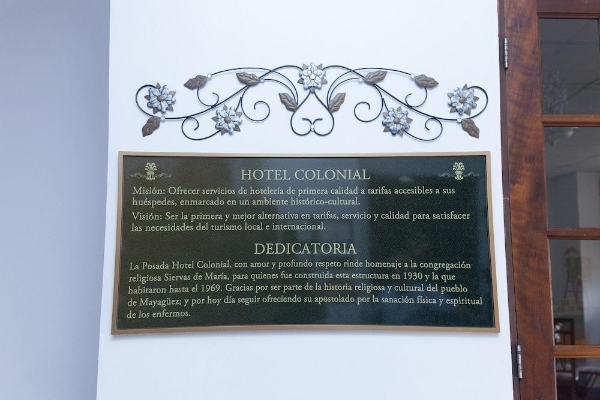 HOTEL COLONIAL
Misión: Ofrecer servicios de hotelería de primera calidad a tarifas accesibles a sus
huéspedes, enmarcado en un ambiente histórico-cultural.
Visión: Ser la primera y mejor alternativa en tarifas, servicio y calidad para satisfacer
las necesidades del turismo local e internacional.
DEDICATORIA
La Posada Hotel Colonial, con amor y profundo respeto rinde homenaje a la congregación
religiosa Siervas de María, para quienes fue construida esta estructura en 1930 y la que
habitaron hasta el 1969. Gracias por ser parte de la historia religiosa y cultural del pueblo
de Mayagüez; y por hoy día seguir ofreciendo su apostolado por la sanación física y espiritual
de los enfermos.